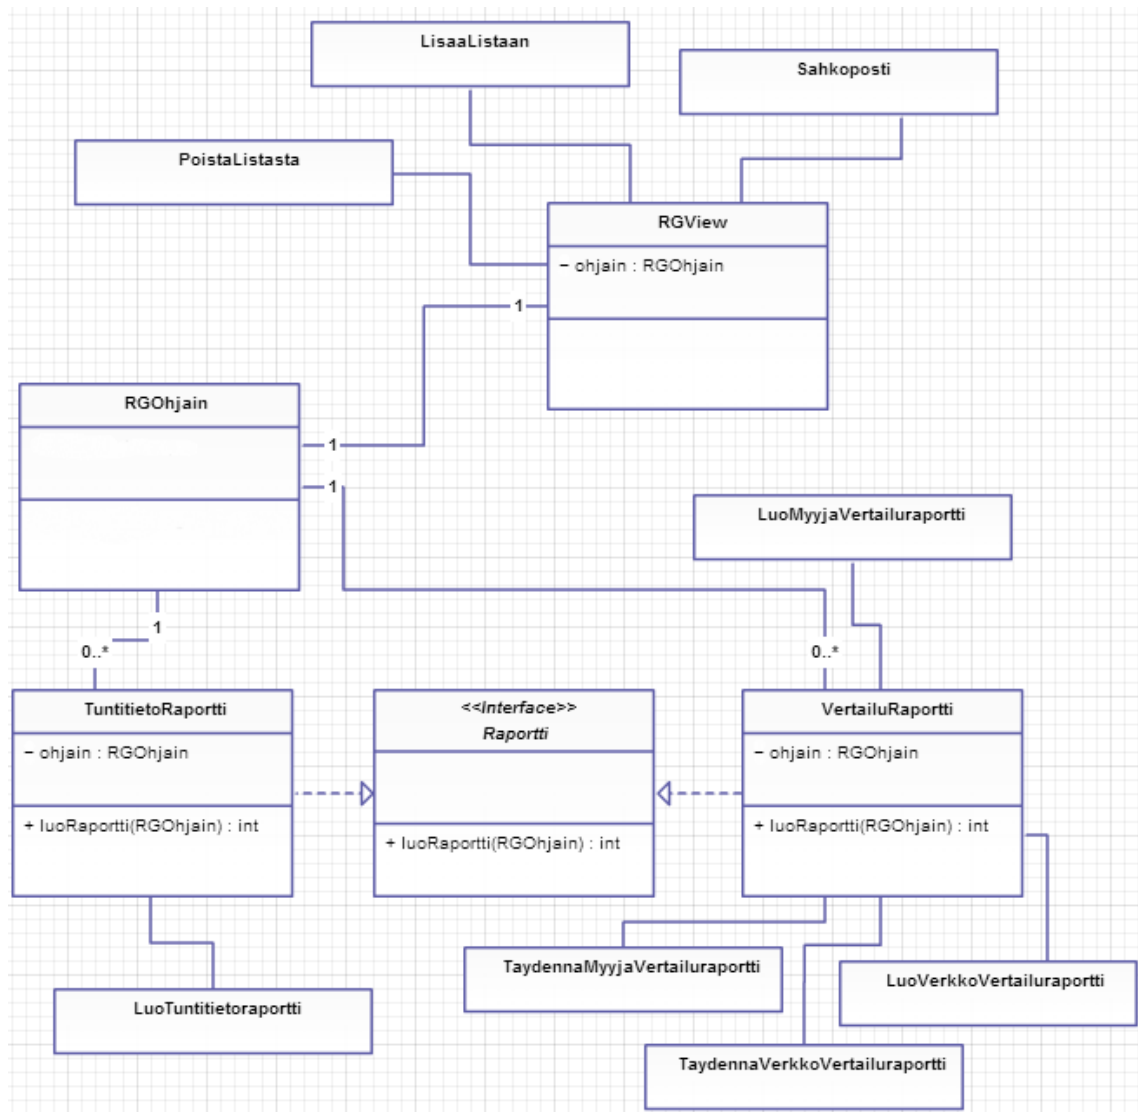 LisaaListaan
Sahkoposti
PoistaListasta
RGView
− ohjain : RGOhjain
1
RGOhjain
1
1
LuoMyyjaVertailuraportti
1
0..*
0..*
TuntitietoRaportti
− ohjain : RGOhjain
+ luoRaportti(RGOhjain) : int
<<Interface>>
Raportti
+ luoRaportti(RGOhjain) : int
VertailuRaportti
− ohjain : RGOhjain
+ luoRaportti(RGOhjain) : int
TaydennaMyyjaVertailuraportti
LuoVerkkoVertailuraportti
LuoTuntitietoraportti
TaydennaVerkkoVertailuraportti